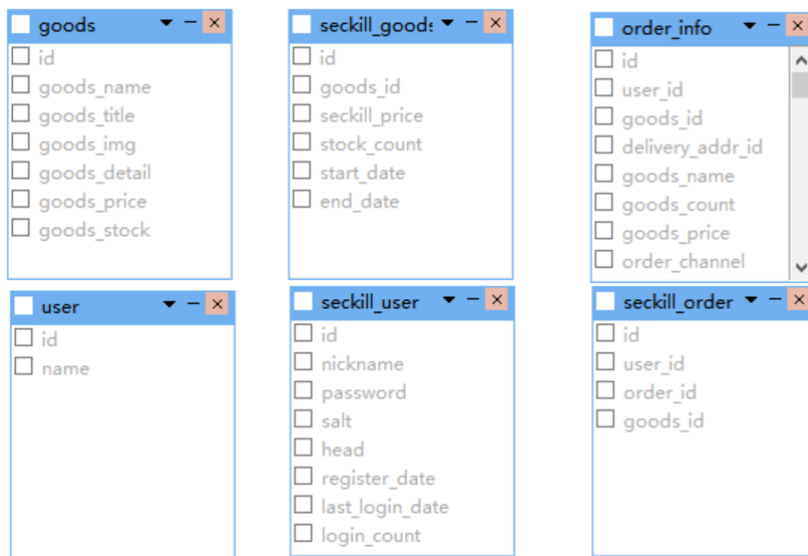 goods
id
goods_name
goods_title
goods_img
goods_detail
goods_price
goods_stock
seckill_goods
id
goods_id
seckill_price
stock_count
start_date
end_date
order_info
id
user_id
goods_id
delivery_addr_id
goods_name
goods_count
goods_price
order_channel
user
id
name
seckill_user
id
nickname
password
salt
head
register_date
last_login_date
login_count
seckill_order
id
user_id
order_id
goods_id